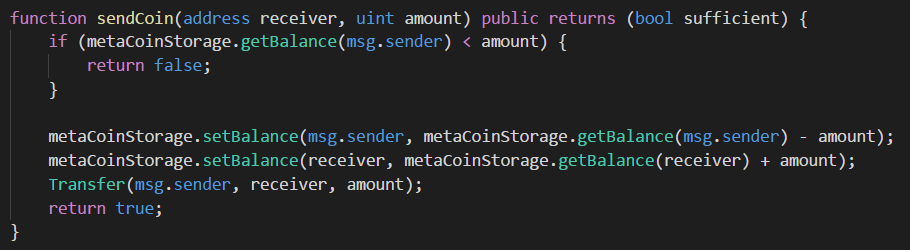 function sendCoin(address receiver, uint amount) public returns (bool sufficient) {
    if (metaCoinStorage.getBalance(msg.sender) < amount) {
        return false;
    }

    metaCoinStorage.setBalance(msg.sender, metaCoinStorage.getBalance(msg.sender) - amount);
    metaCoinStorage.setBalance(receiver, metaCoinStorage.getBalance(receiver) + amount);
    Transfer(msg.sender, receiver, amount);
    return true;
}